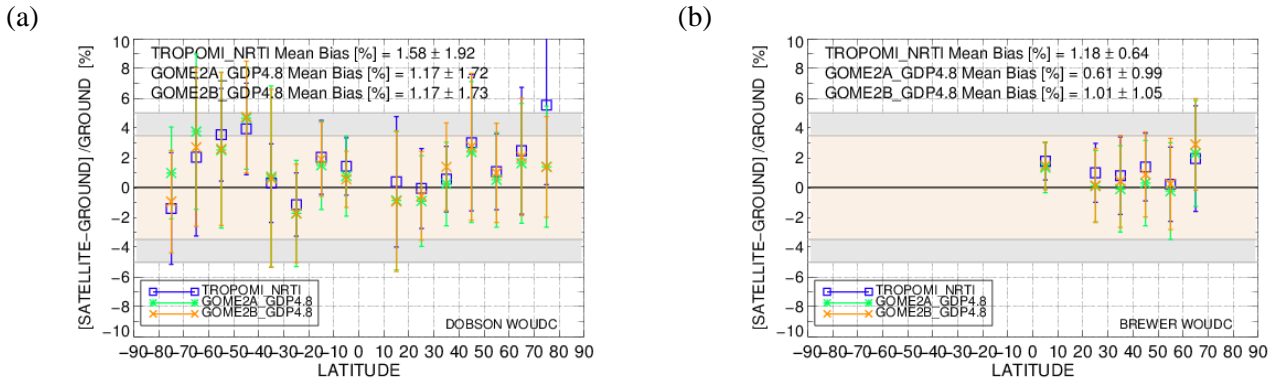 (a)
[SATELLITE-GROUND] /GROUND [%]
10
8
6
4
2
0
−2
−4
−6
−8
−10
TROPOMI_NRTI Mean Bias [%] = 1.58 ± 1.92
GOME2A_GDP4.8 Mean Bias [%] = 1.17 ± 1.72
GOME2B_GDP4.8 Mean Bias [%] = 1.17 ± 1.73
TROPOMI_NRTI
GOME2A_GDP4.8
GOME2B_GDP4.8
DOBSON WOUDC
−90−80−70−60−50−40−30−20−10 0 10 20 30 40 50 60 70 80 90
LATITUDE
(b)
[SATELLITE-GROUND] /GROUND [%]
10
8
6
4
2
0
−2
−4
−6
−8
−10
TROPOMI_NRTI Mean Bias [%] = 1.18 ± 0.64
GOME2A_GDP4.8 Mean Bias [%] = 0.61 ± 0.99
GOME2B_GDP4.8 Mean Bias [%] = 1.01 ± 1.05
TROPOMI_NRTI
GOME2A_GDP4.8
GOME2B_GDP4.8
BREWER WOUDC
−90−80−70−60−50−40−30−20−10 0 10 20 30 40 50 60 70 80 90
LATITUDE